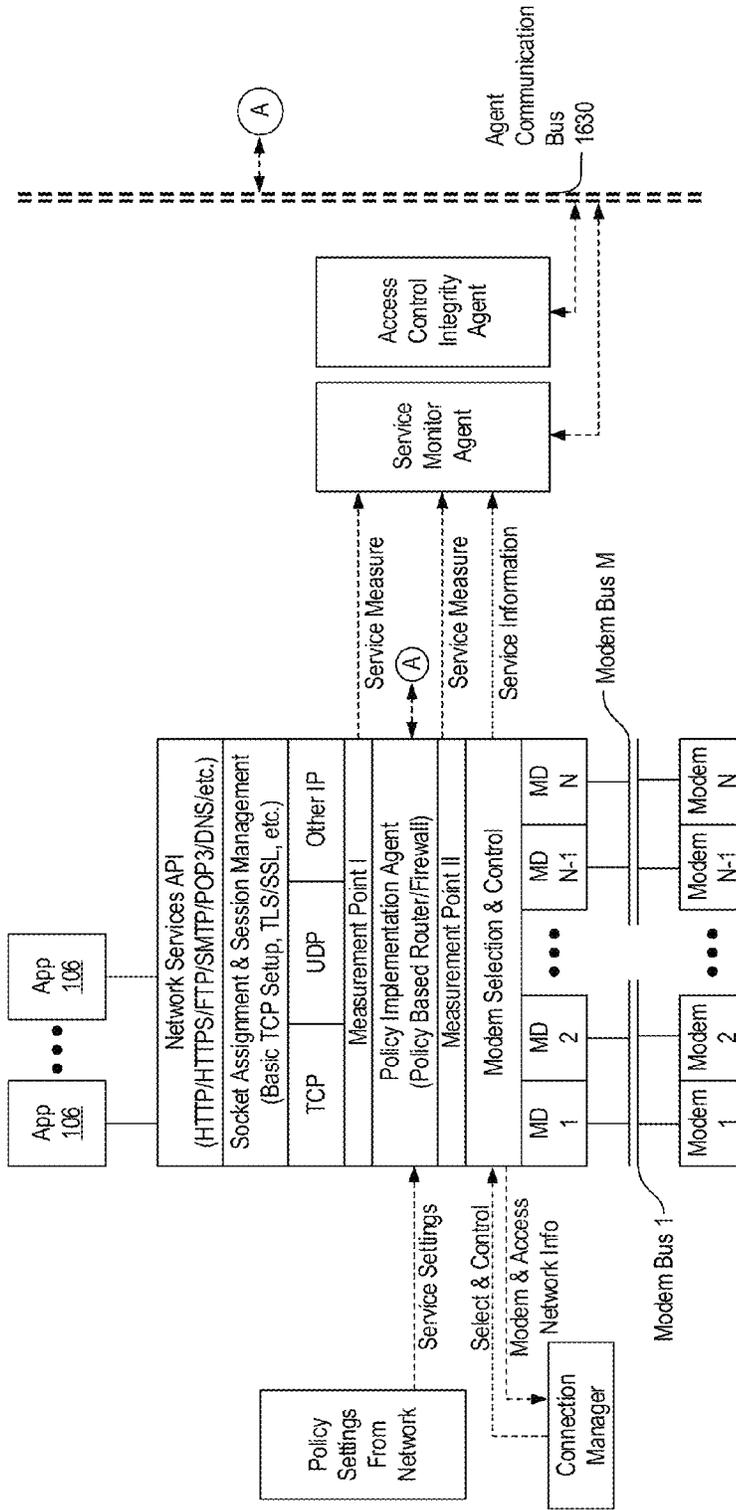 App
106
App
106
Network Services API
(HTTP/HTTPS/FTP/SMTP/POP3/DNS/etc.)
Socket Assignment & Session Management
(Basic TCP Setup, TLS/SSL, etc.)
TCP
UDP
Other IP
Measurement Point I
Policy Implementation Agent
(Policy Based Router/Firewall)
Measurement Point II
Modem Selection & Control
MD
1
MD
2
MD
N-1
MD
N
Modem
1
Modem
2
Modem
N-1
Modem
N
Modem Bus 1
Modem Bus M
Policy
Settings
From
Network
Service Settings
Select & Control
Modem & Access
Network Info
Connection
Manager
Service Measure
A
Service Measure
Service Information
Service
Monitor
Agent
Access
Control
Integrity
Agent
A
Agent
Communication
Bus
1630